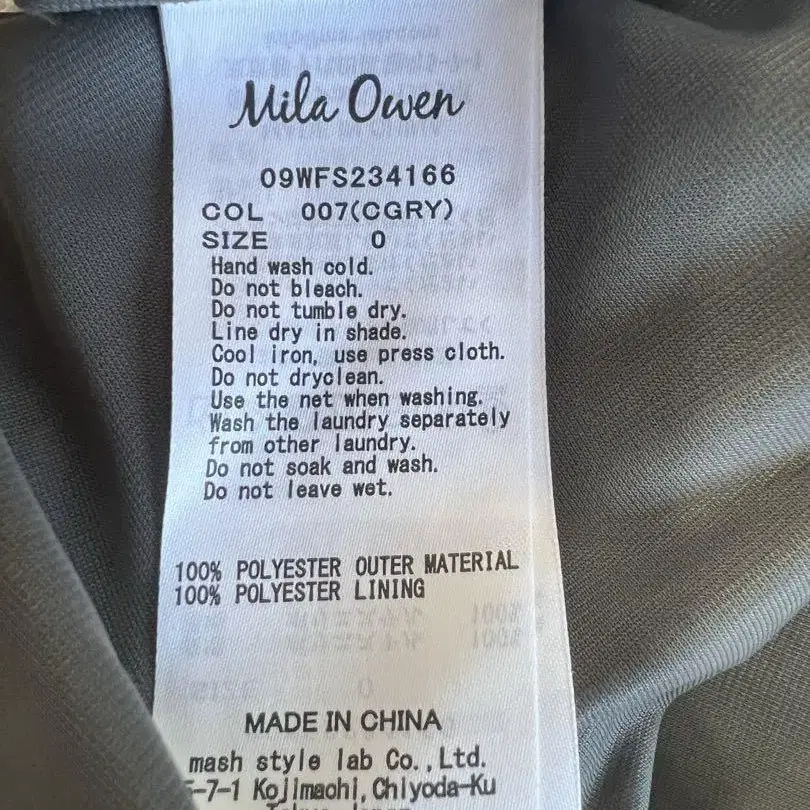 Mila Owen
09WFS234166
COL 007(CGRY)
SIZE 0
Hand wash cold.
Do not bleach.
Do not tumble dry.
Line dry in shade.
Cool iron, use press cloth.
Do not dryclean.
Use the net when washing.
Wash the laundry separately
from other laundry.
Do not soak and wash.
Do not leave wet.
100% POLYESTER OUTER MATERIAL
100% POLYESTER LINING
MADE IN CHINA
mash style lab Co.,Ltd.
5-7-1 Kojimachi,Chiyoda-Ku